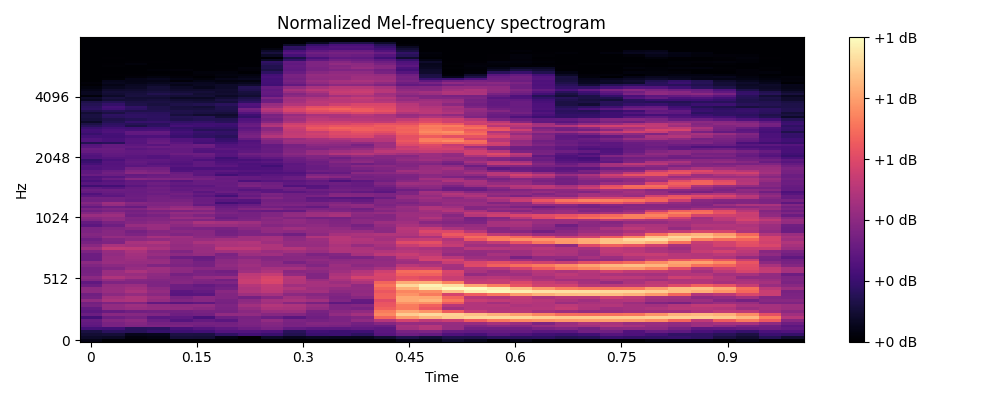 Normalized Mel-frequency spectrogram
Hz
4096
2048
1024
512
0
0 0.15 0.3 0.45 0.6 0.75 0.9
Time
+1 dB
+1 dB
+1 dB
+0 dB
+0 dB
+0 dB